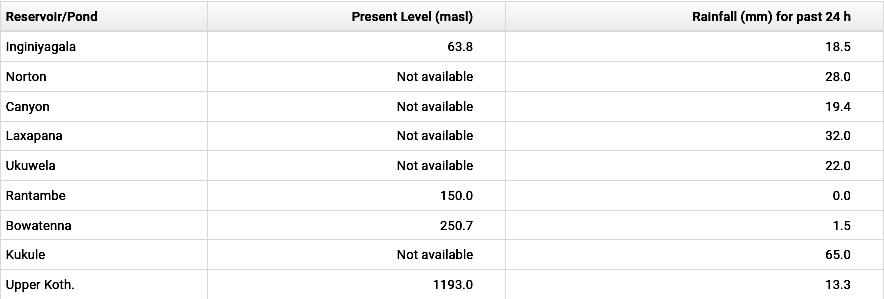 Reservoir/Pond Present Level (masl) Rainfall (mm) for past 24 h
Inginiyagala 63.8 18.5
Norton Not available 28.0
Canyon Not available 19.4
Laxapana Not available 32.0
Ukuwela Not available 22.0
Rantambe 150.0 0.0
Bowatenna 250.7 1.5
Kukule Not available 65.0
Upper Koth. 1193.0 13.3